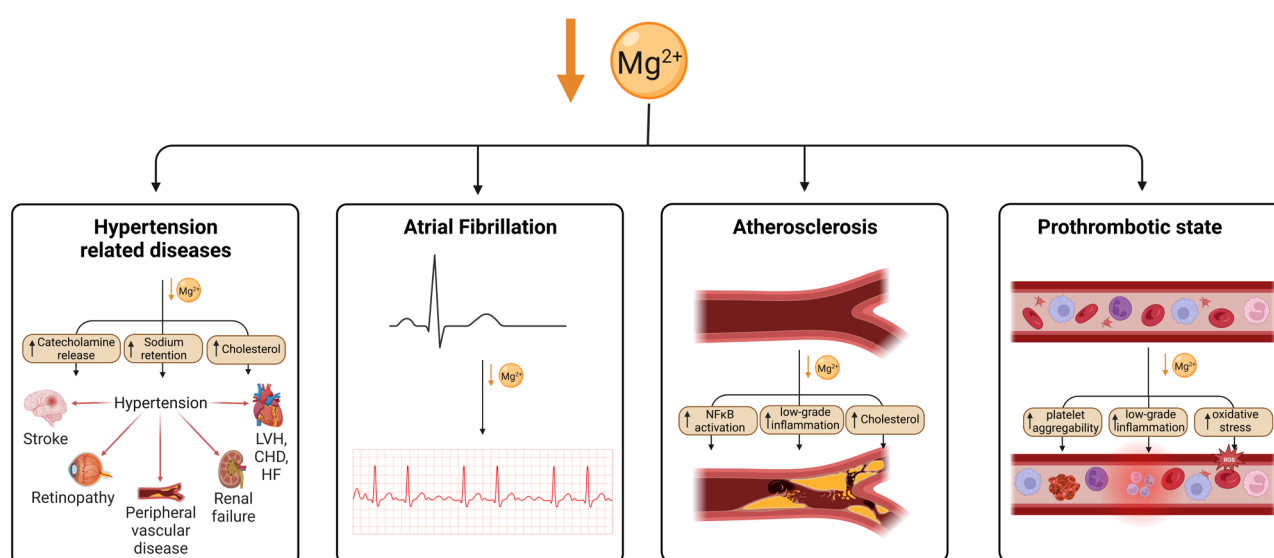 Mg2+
Hypertension
related diseases
Mg2+
Catecholamine
release
Sodium
retention
Cholesterol
Hypertension
Stroke
Retinopathy
Peripheral
vascular
disease
Renal
failure
LVH,
CHD,
HF
Atrial Fibrillation
Mg2+
Atherosclerosis
Mg2+
NFκB
activation
low-grade
inflammation
Cholesterol
Prothrombotic state
Mg2+
platelet
aggregability
low-grade
inflammation
oxidative
stress
ROS